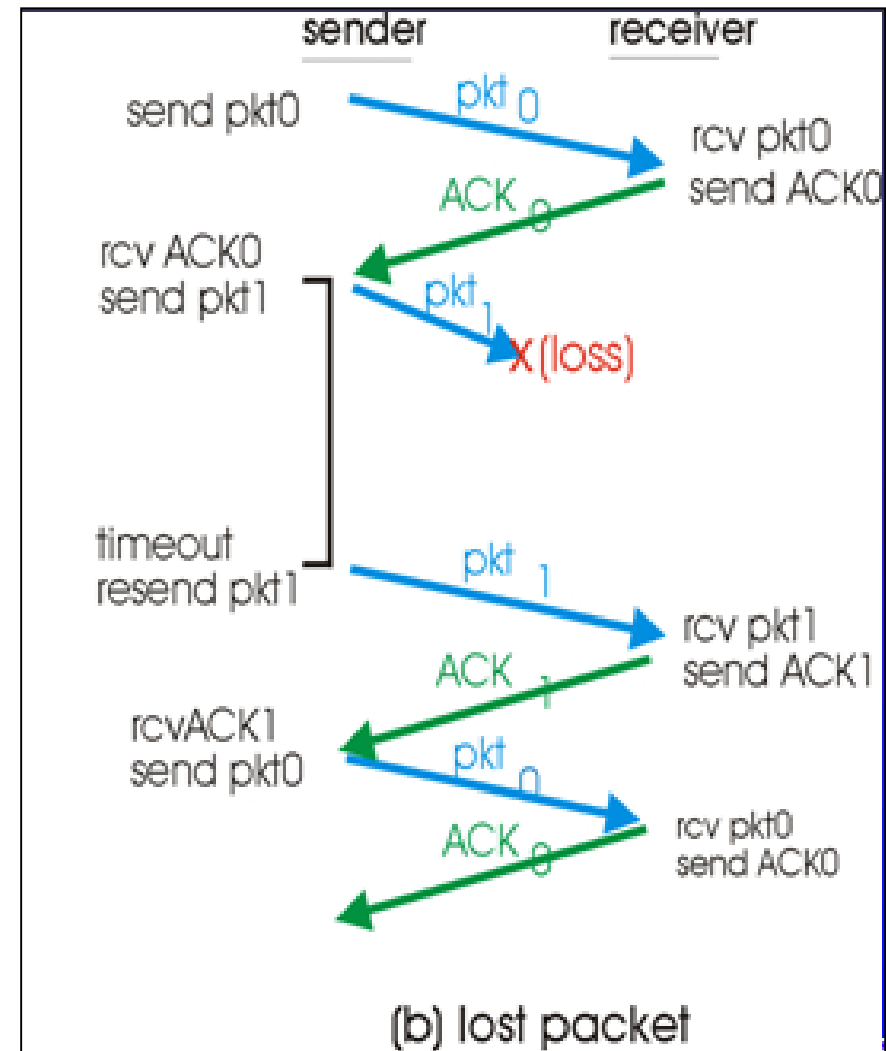 sender receiver
send pkt0
pkt 0
rcv pkt0
send ACK0
ACK 0
rcv ACK0
send pkt1
pkt 1
X (loss)
timeout
resend pkt1
pkt 1
rcv pkt1
send ACK1
ACK 1
rcvACK1
send pkt0
pkt 0
rcv pkt0
send ACK0
ACK 0
(b) lost packet